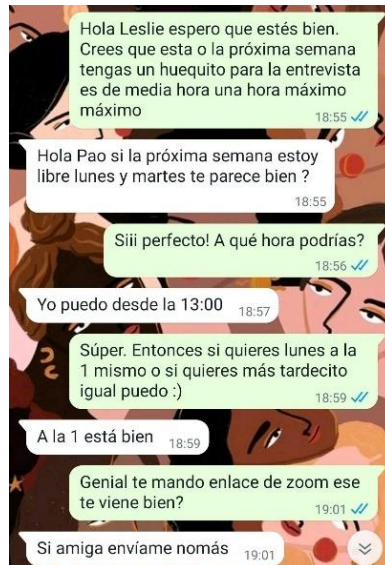 Hola Leslie espero que estés bien.
Crees que esta o la próxima semana
tengas un huequito para la entrevista
es de media hora una hora máximo
máximo
18:55
Hola Pao si la próxima semana estoy
libre lunes y martes te parece bien ?
18:55
Siii perfecto! A qué hora podrías?
18:56
Yo puedo desde la 13:00 18:57
Súper. Entonces si quieres lunes a la
1 mismo o si quieres más tardecito
igual puedo :)
18:59
A la 1 está bien 18:59
Genial te mando enlace de zoom ese
te viene bien?
19:01
Si amiga envíame nomás 19:01